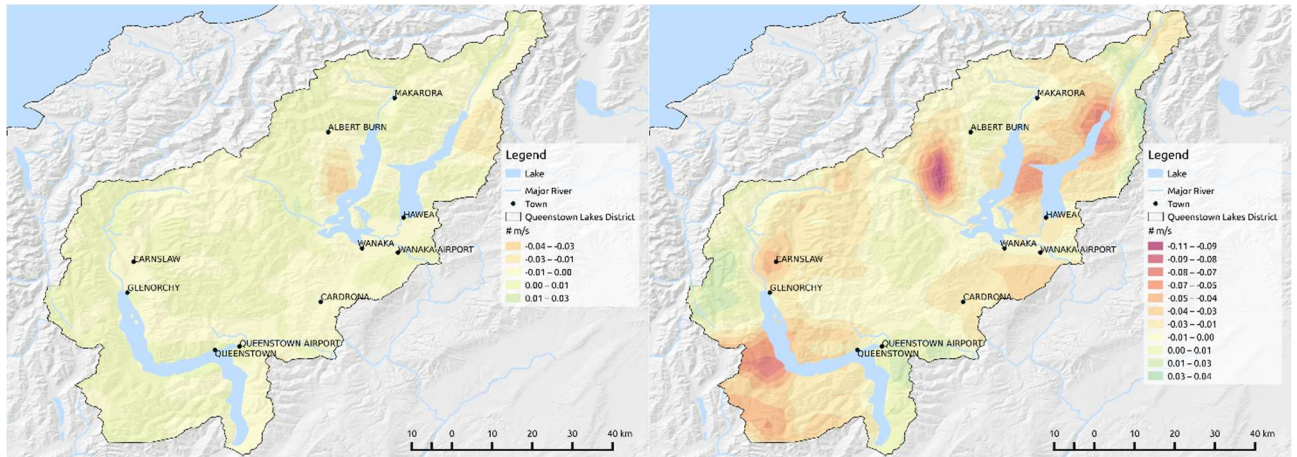 MAKARORA
ALBERT BURN
Legend
Lake
Major River
Town
Queenstown Lakes District
# m/s
-0.04 – -0.03
-0.03 – -0.01
-0.01 – 0.00
0.00 – 0.01
0.01 – 0.03
HAWEA
WANAKA
WANAKA AIRPORT
EARNSLAW
GLENORCHY
CARDRONA
QUEENSTOWN AIRPORT
QUEENSTOWN
10 0 10 20 30 40 km
MAKARORA
ALBERT BURN
Legend
Lake
Major River
Town
Queenstown Lakes District
# m/s
-0.11 – -0.09
-0.09 – -0.08
-0.08 – -0.07
-0.07 – -0.05
-0.05 – -0.04
-0.04 – -0.03
-0.03 – -0.01
-0.01 – 0.00
0.00 – 0.01
0.01 – 0.03
0.03 – 0.04
HAWEA
WANAKA
WANAKA AIRPORT
EARNSLAW
GLENORCHY
CARDRONA
QUEENSTOWN AIRPORT
QUEENSTOWN
10 0 10 20 30 40 km